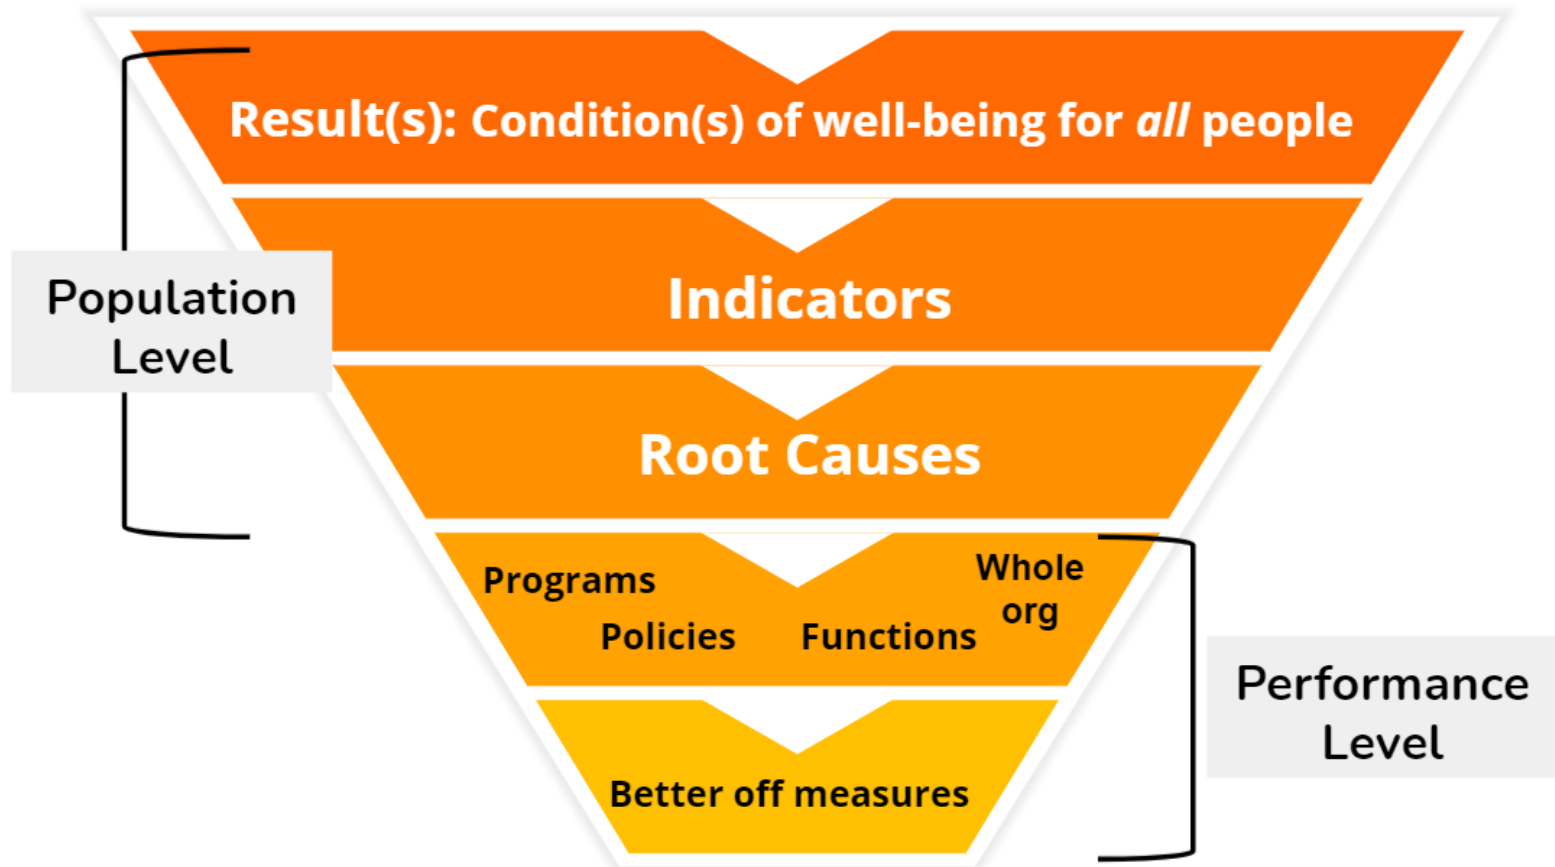 Result(s): Condition(s) of well-being for all people
Indicators
Population
Level
Root Causes
Programs
Policies
Functions
Whole
org
Performance
Level
Better off measures